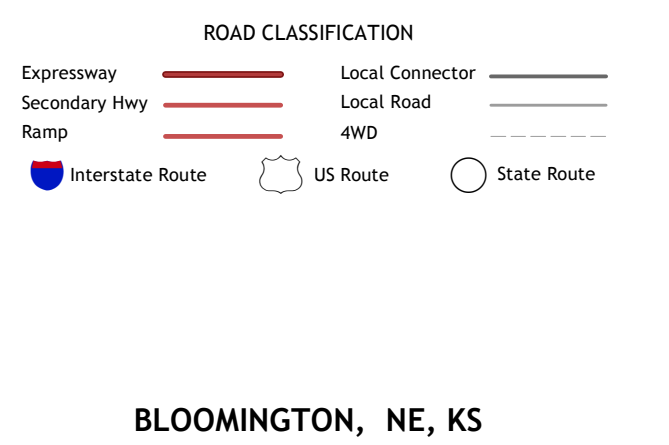 ROAD CLASSIFICATION
Expressway Local Connector
Secondary Hwy Local Road
Ramp 4WD
Interstate Route US Route State Route
BLOOMINGTON, NE, KS